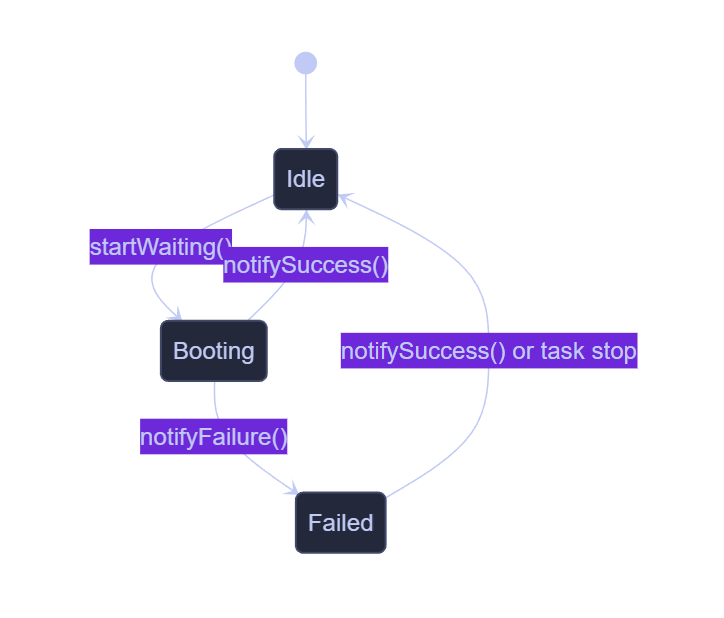 Idle
startWaiting()
notifySuccess()
Booting
notifySuccess() or task stop
notifyFailure()
Failed